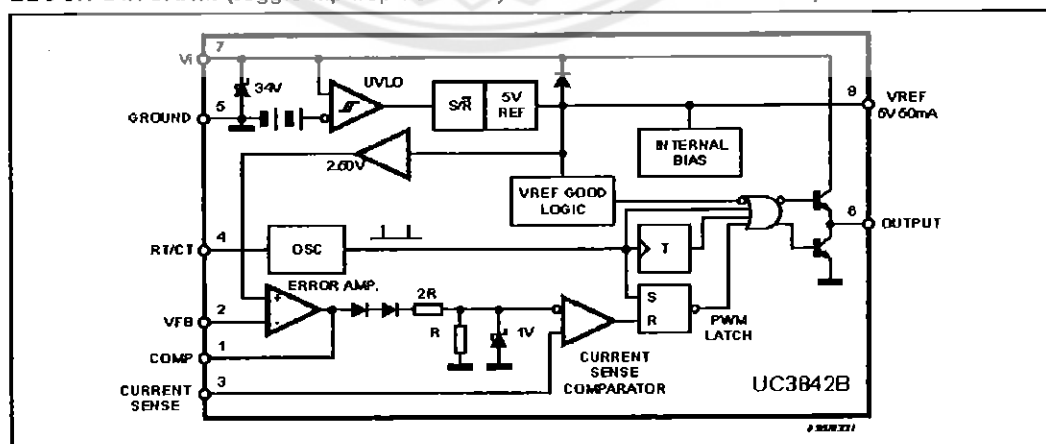 7
Vi
34V
UVLO
5
GROUND
S/R̅
5V
REF
8
VREF
5V 50mA
INTERNAL
BIAS
2.50V
VREF GOOD
LOGIC
6
OUTPUT
4
RT/CT
OSC
T
ERROR AMP.
2R
S
R
2
VFB
R
1V
PWM
LATCH
1
COMP
CURRENT
SENSE
COMPARATOR
3
CURRENT
SENSE
UC3842B